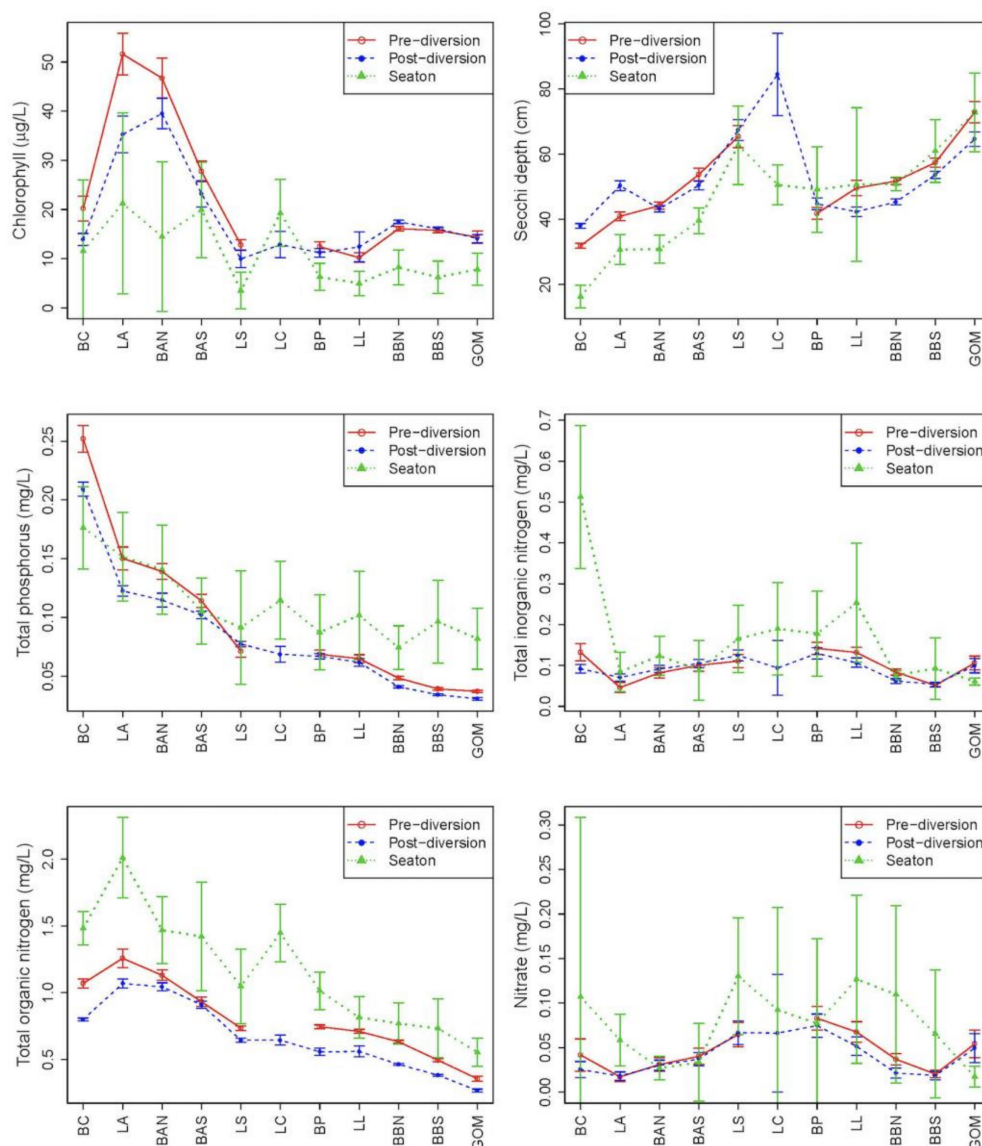 Chlorophyll (µg/L)
50
40
30
20
10
0
Pre-diversion
Post-diversion
Seaton
BC LA BAN BAS LS LC BP LL BBN BBS GOM
Secchi depth (cm)
100
80
60
40
20
Pre-diversion
Post-diversion
Seaton
BC LA BAN BAS LS LC BP LL BBN BBS GOM
Total phosphorus (mg/L)
0.25
0.15
0.10
0.05
Pre-diversion
Post-diversion
Seaton
BC LA BAN BAS LS LC BP LL BBN BBS GOM
Total inorganic nitrogen (mg/L)
0.7
0.6
0.5
0.4
0.3
0.2
0.1
0.0
Pre-diversion
Post-diversion
Seaton
BC LA BAN BAS LS LC BP LL BBN BBS GOM
Total organic nitrogen (mg/L)
2.0
1.5
1.0
0.5
Pre-diversion
Post-diversion
Seaton
BC LA BAN BAS LS LC BP LL BBN BBS GOM
Nitrate (mg/L)
0.30
0.25
0.20
0.15
0.10
0.05
0.00
Pre-diversion
Post-diversion
Seaton
BC LA BAN BAS LS LC BP LL BBN BBS GOM